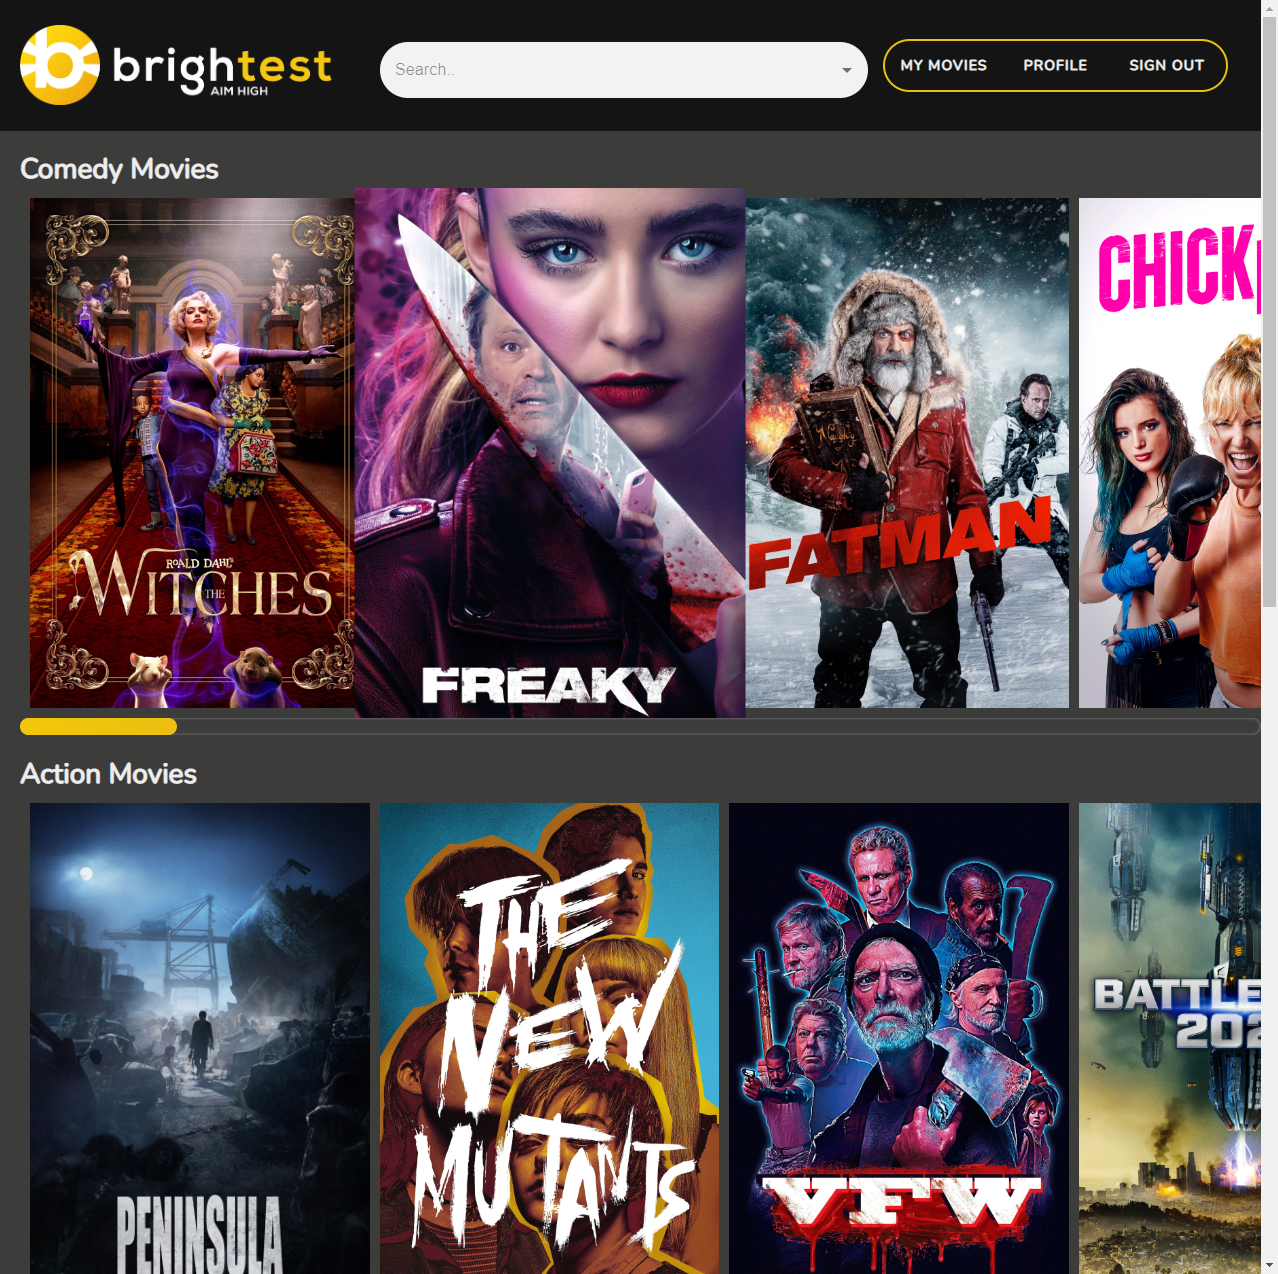 brightest
AIM HIGH
Search..
MY MOVIES
PROFILE
SIGN OUT
Comedy Movies
ROALD DAHL'S
THE WITCHES
FREAKY
Naughty
FATMAN
CHICK
Action Movies
PENINSULA
THE
NEW
MUTANTS
VFW
BATTLE
202